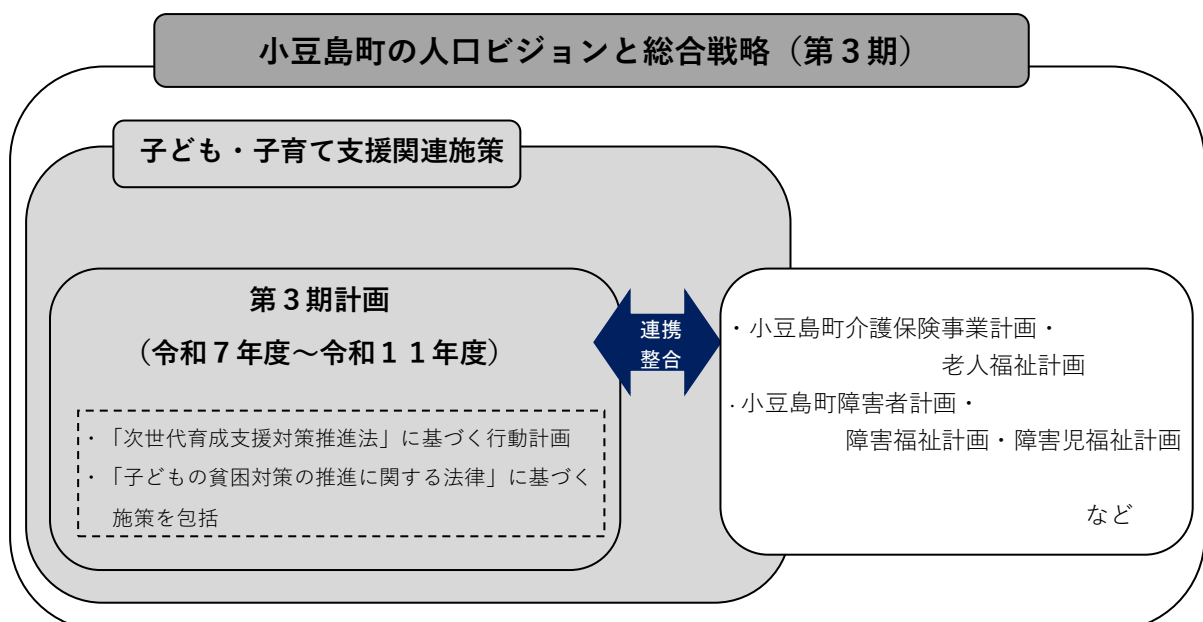 小豆島町の人口ビジョンと総合戦略（第３期）
子ども・子育て支援関連施策
第３期計画
（令和７年度～令和１１年度）
・「次世代育成支援対策推進法」に基づく行動計画
・「子どもの貧困対策の推進に関する法律」に基づく
施策を包括
連携
整合
・小豆島町介護保険事業計画・
老人福祉計画
・小豆島町障害者計画・
障害福祉計画・障害児福祉計画
など